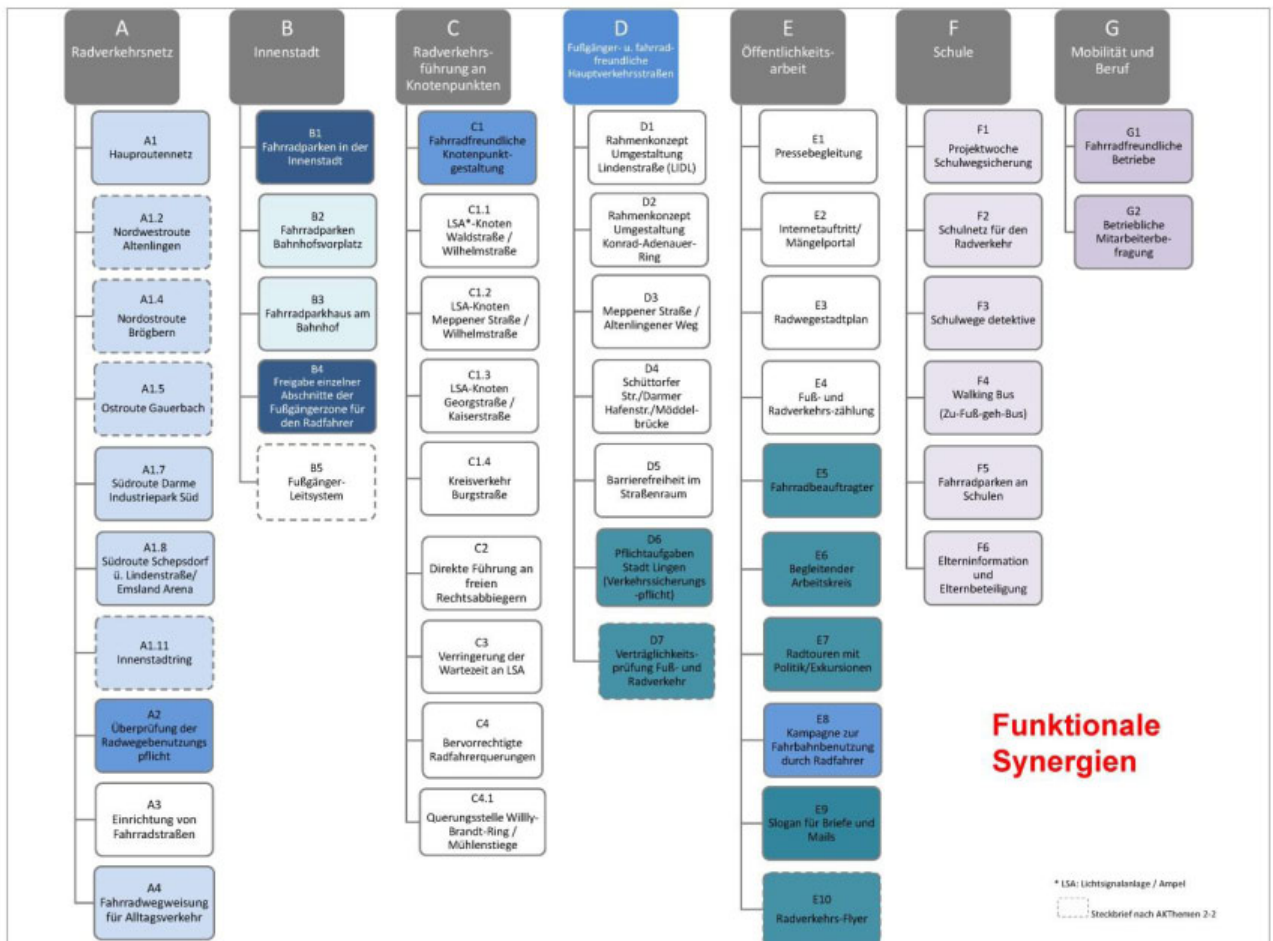 A
Radverkehrsnetz
A1
Hauproutennetz
A1.2
Nordwestroute
Altenlingen
A1.4
Nordostroute
Brögbern
A1.5
Ostroute Gauerbach
A1.7
Südroute Darme
Industriepark Süd
A1.8
Südroute Schepsdorf
ü. Lindenstraße/
Emsland Arena
A1.11
Innenstadtring
A2
Überprüfung der
Radwegebenutzungs
pflicht
A3
Einrichtung von
Fahrradstraßen
A4
Fahrradwegweisung
für Alltagsverkehr
B
Innenstadt
B1
Fahrradparken in der
Innenstadt
B2
Fahrradparken
Bahnhofsvorplatz
B3
Fahrradparkhaus am
Bahnhof
B4
Freigabe einzelner
Abschnitte der
Fußgängerzone für
den Radfahrer
B5
Fußgänger-
Leitsystem
C
Radverkehrs-
führung an
Knotenpunkten
C1
Fahrradfreundliche
Knotenpunkt-
gestaltung
C1.1
LSA*-Knoten
Waldstraße /
Wilhelmstraße
C1.2
LSA-Knoten
Meppener Straße /
Wilhelmstraße
C1.3
LSA-Knoten
Georgstraße /
Kaiserstraße
C1.4
Kreisverkehr
Burgstraße
C2
Direkte Führung an
freien
Rechtsabbiegern
C3
Verringerung der
Wartezeit an LSA
C4
Bervorrechtigte
Radfahrerquerungen
C4.1
Querungsstelle Willly-
Brandt-Ring /
Mühlenstiege
D
Fußgänger- u. fahrrad-
freundliche
Hauptverkehrsstraßen
D1
Rahmenkonzept
Umgestaltung
Lindenstraße (LIDL)
D2
Rahmenkonzept
Umgestaltung
Konrad-Adenauer-
Ring
D3
Meppener Straße /
Altenlingener Weg
D4
Schüttorfer
Str./Darmer
Hafenstr./Möddel-
brücke
D5
Barrierefreiheit im
Straßenraum
D6
Pflichtaufgaben
Stadt Lingen
(Verkehrssicherungs
-pflicht)
D7
Verträglichkeits-
prüfung Fuß- und
Radverkehr
E
Öffentlichkeits-
arbeit
E1
Pressebegleitung
E2
Internetauftritt/
Mängelportal
E3
Radwegestadtplan
E4
Fuß- und
Radverkehrs-zählung
E5
Fahrradbeauftragter
E6
Begleitender
Arbeitskreis
E7
Radtouren mit
Politik/Exkursionen
E8
Kampagne zur
Fahrbahnbenutzung
durch Radfahrer
E9
Slogan für Briefe und
Mails
E10
Radverkehrs-Flyer
F
Schule
F1
Projektwoche
Schulwegsicherung
F2
Schulnetz für den
Radverkehr
F3
Schulwege detektive
F4
Walking Bus
(Zu-Fuß-geh-Bus)
F5
Fahrradparken an
Schulen
F6
Elterninformation
und
Elternbeteiligung
G
Mobilität und
Beruf
G1
Fahrradfreundliche
Betriebe
G2
Betriebliche
Mitarbeiterbe-
fragung
Funktionale
Synergien
* LSA: Lichtsignalanlage / Ampel
Steckbrief nach AKThemen 2-2